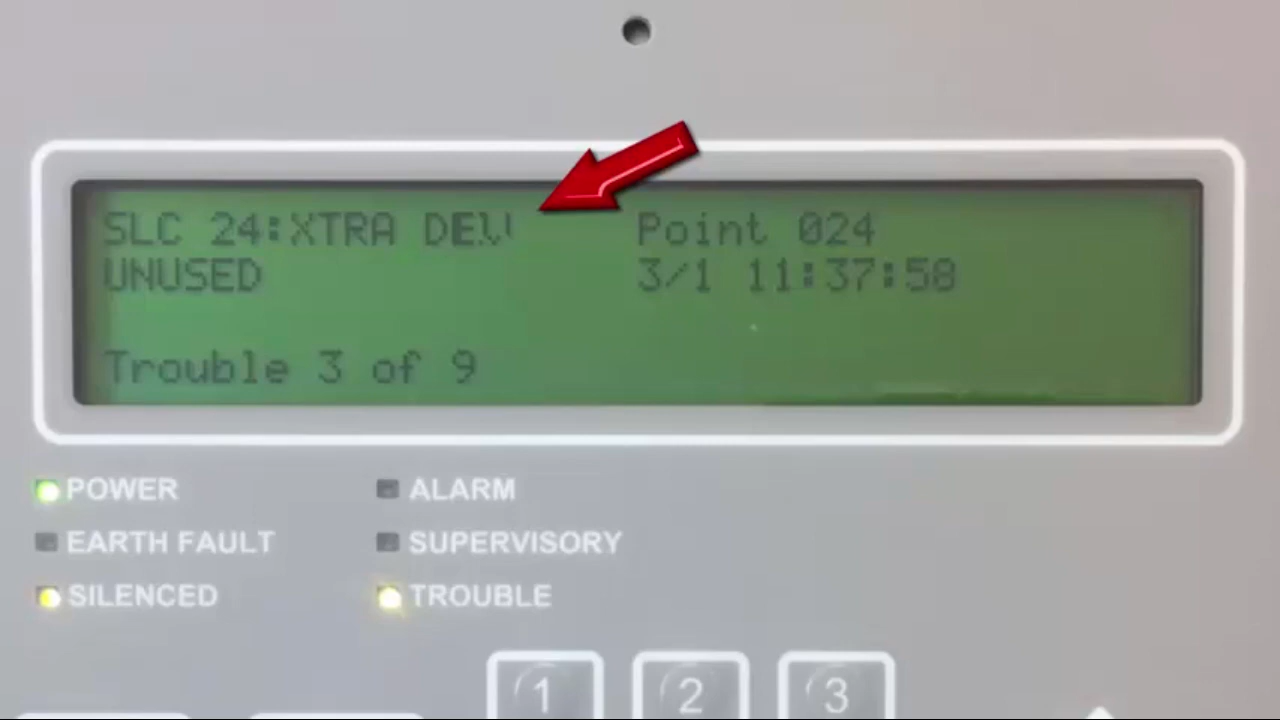 SLC 24:XTRA DEV Point 024
UNUSED 3/1 11:37:58
Trouble 3 of 9
POWER ALARM
EARTH FAULT SUPERVISORY
SILENCED TROUBLE
1 2 3